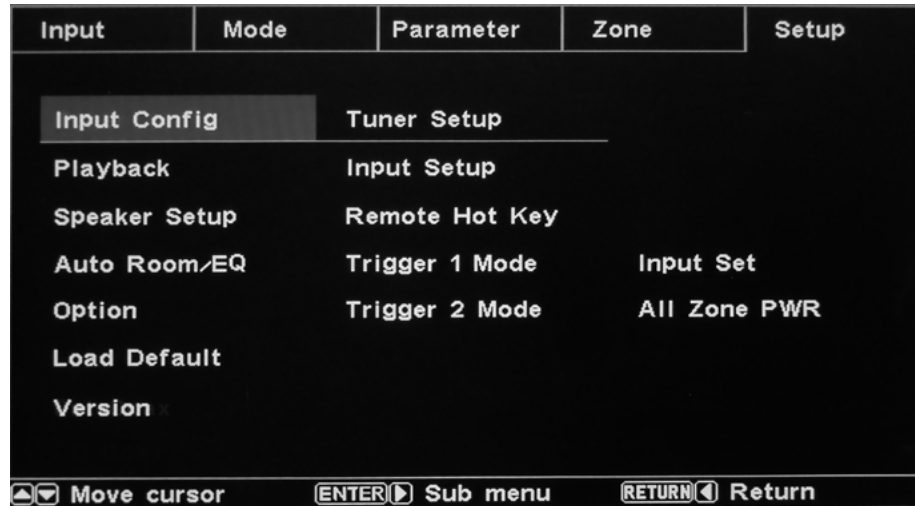 Input Mode Parameter Zone Setup
Input Config Tuner Setup
Playback Input Setup
Speaker Setup Remote Hot Key
Auto Room/EQ Trigger 1 Mode Input Set
Option Trigger 2 Mode All Zone PWR
Load Default
Version
Move cursor ENTER Sub menu RETURN Return